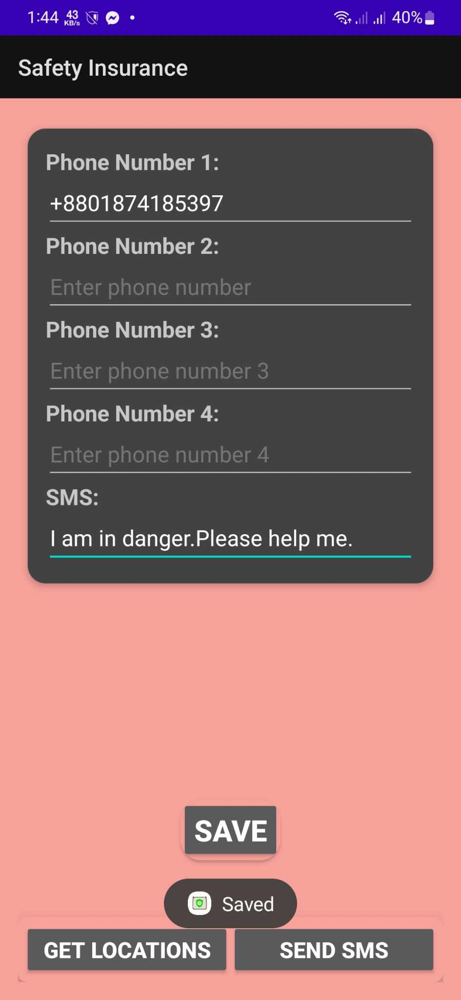 1:44 43 KB/s 40%
Safety Insurance
Phone Number 1:
+8801874185397
Phone Number 2:
Enter phone number
Phone Number 3:
Enter phone number 3
Phone Number 4:
Enter phone number 4
SMS:
I am in danger.Please help me.
SAVE
Saved
GET LOCATIONS SEND SMS